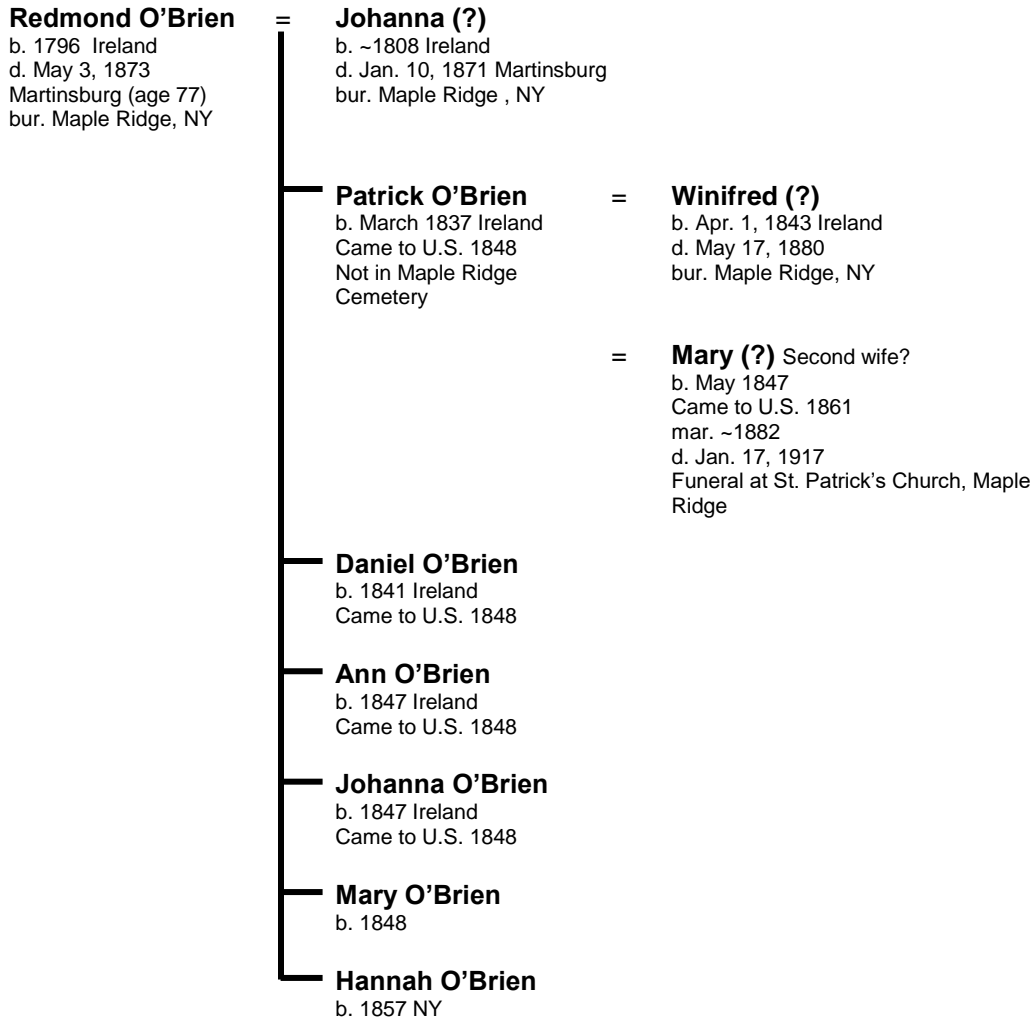 Redmond O'Brien = Johanna (?)
b. 1796 Ireland
d. May 3, 1873
Martinsburg (age 77)
bur. Maple Ridge, NY
b. ~1808 Ireland
d. Jan. 10, 1871 Martinsburg
bur. Maple Ridge , NY
Patrick O'Brien = Winifred (?)
b. March 1837 Ireland
Came to U.S. 1848
Not in Maple Ridge
Cemetery
b. Apr. 1, 1843 Ireland
d. May 17, 1880
bur. Maple Ridge, NY
= Mary (?) Second wife?
b. May 1847
Came to U.S. 1861
mar. ~1882
d. Jan. 17, 1917
Funeral at St. Patrick's Church, Maple
Ridge
Daniel O'Brien
b. 1841 Ireland
Came to U.S. 1848
Ann O'Brien
b. 1847 Ireland
Came to U.S. 1848
Johanna O'Brien
b. 1847 Ireland
Came to U.S. 1848
Mary O'Brien
b. 1848
Hannah O'Brien
b. 1857 NY